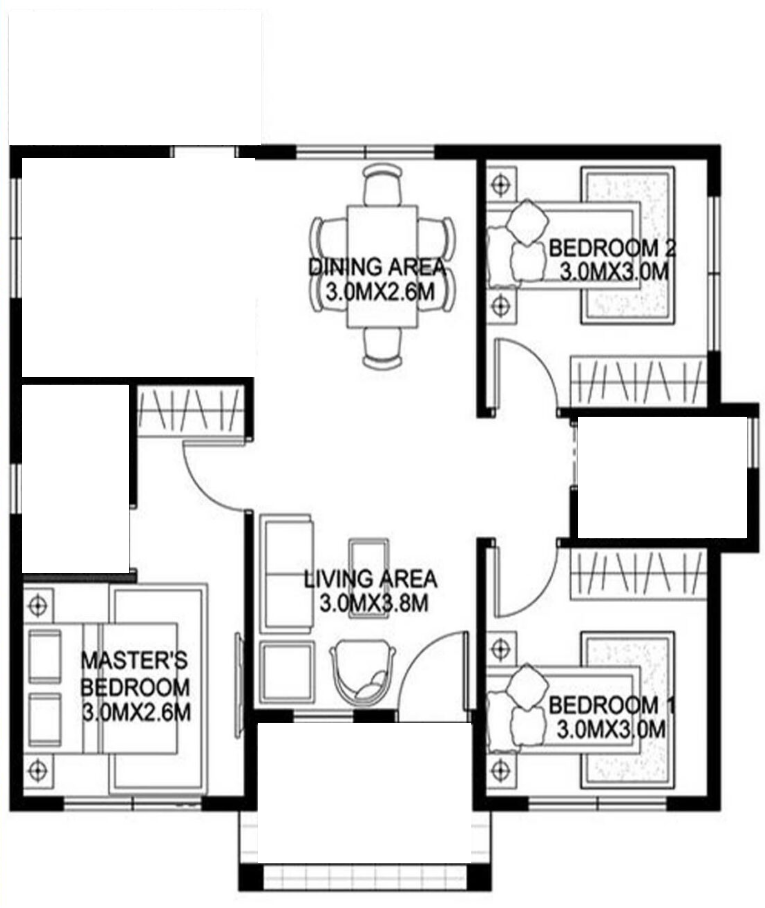 DINING AREA
3.0MX2.6M
BEDROOM 2
3.0MX3.0M
LIVING AREA
3.0MX3.8M
MASTER'S
BEDROOM
3.0MX2.6M
BEDROOM 1
3.0MX3.0M